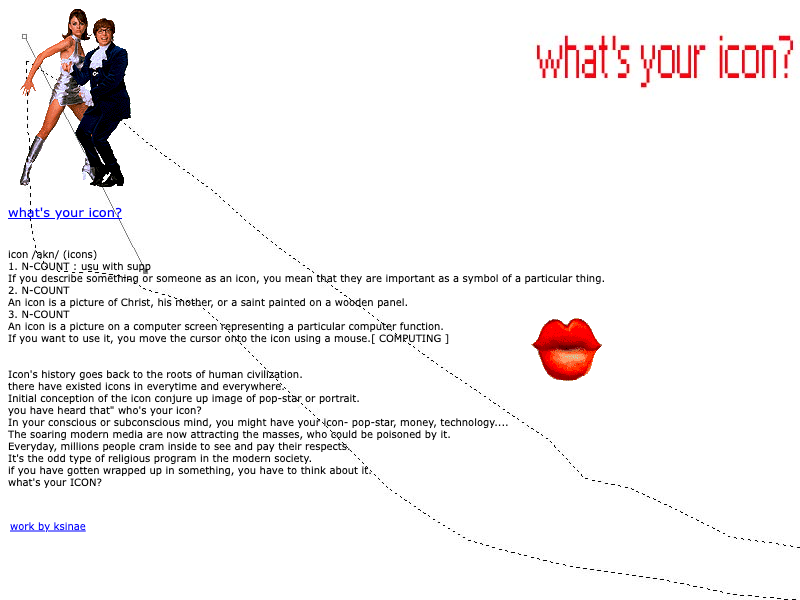 what's your icon?
what's your icon?
icon /aɪkn/ (icons)
1. N-COUNT : usu with supp
If you describe something or someone as an icon, you mean that they are important as a symbol of a particular thing.
2. N-COUNT
An icon is a picture of Christ, his mother, or a saint painted on a wooden panel.
3. N-COUNT
An icon is a picture on a computer screen representing a particular computer function.
If you want to use it, you move the cursor onto the icon using a mouse.[ COMPUTING ]
Icon's history goes back to the roots of human civilization.
there have existed icons in everytime and everywhere.
Initial conception of the icon conjure up image of pop-star or portrait.
you have heard that" who's your icon?
In your conscious or subconscious mind, you might have your icon- pop-star, money, technology....
The soaring modern media are now attracting the masses, who could be poisoned by it.
Everyday, millions people cram inside to see and pay their respects.
It's the odd type of religious program in the modern society.
if you have gotten wrapped up in something, you have to think about it.
what's your ICON?
work by ksinae